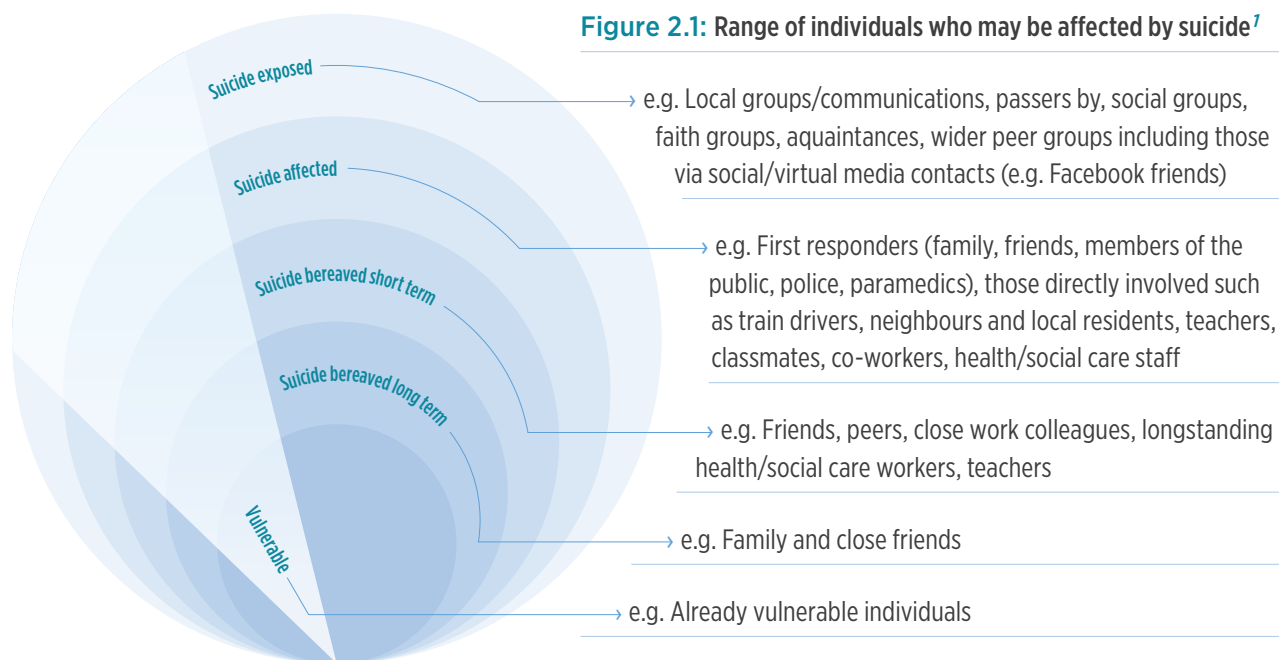 Figure 2.1: Range of individuals who may be affected by suicide1
Suicide exposed
e.g. Local groups/communications, passers by, social groups,
faith groups, aquaintances, wider peer groups including those
via social/virtual media contacts (e.g. Facebook friends)
Suicide affected
e.g. First responders (family, friends, members of the
public, police, paramedics), those directly involved such
as train drivers, neighbours and local residents, teachers,
classmates, co-workers, health/social care staff
Suicide bereaved short term
e.g. Friends, peers, close work colleagues, longstanding
health/social care workers, teachers
Suicide bereaved long term
e.g. Family and close friends
Vulnerable
e.g. Already vulnerable individuals